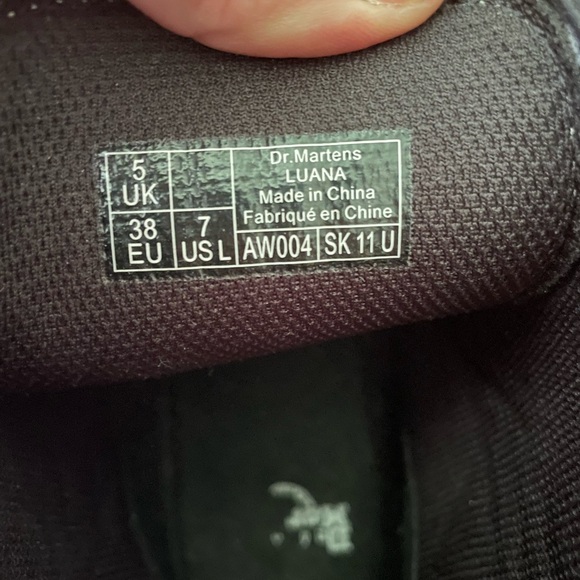 5
UK
38
EU
7
US L
Dr.Martens
LUANA
Made in China
Fabriqué en Chine
AW004
SK 11 U